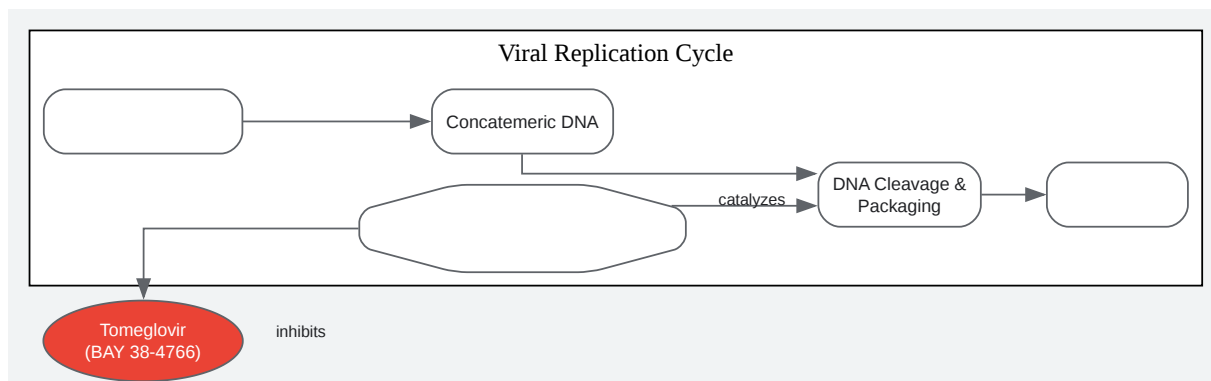 Viral Replication Cycle
Concatemeric DNA
DNA Cleavage &
Packaging
catalyzes
Tomeglovir
(BAY 38-4766)
inhibits